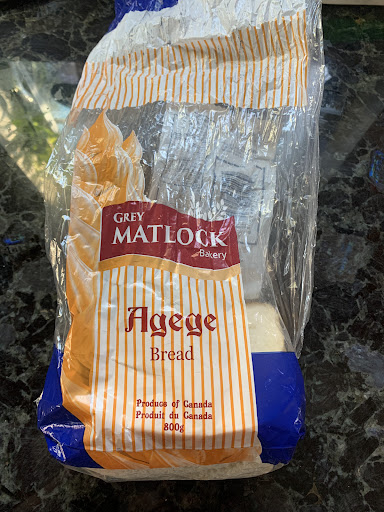 GREY
MATLOCK
Bakery
Agege
Bread
Produce of Canada
Produit du Canada
800g